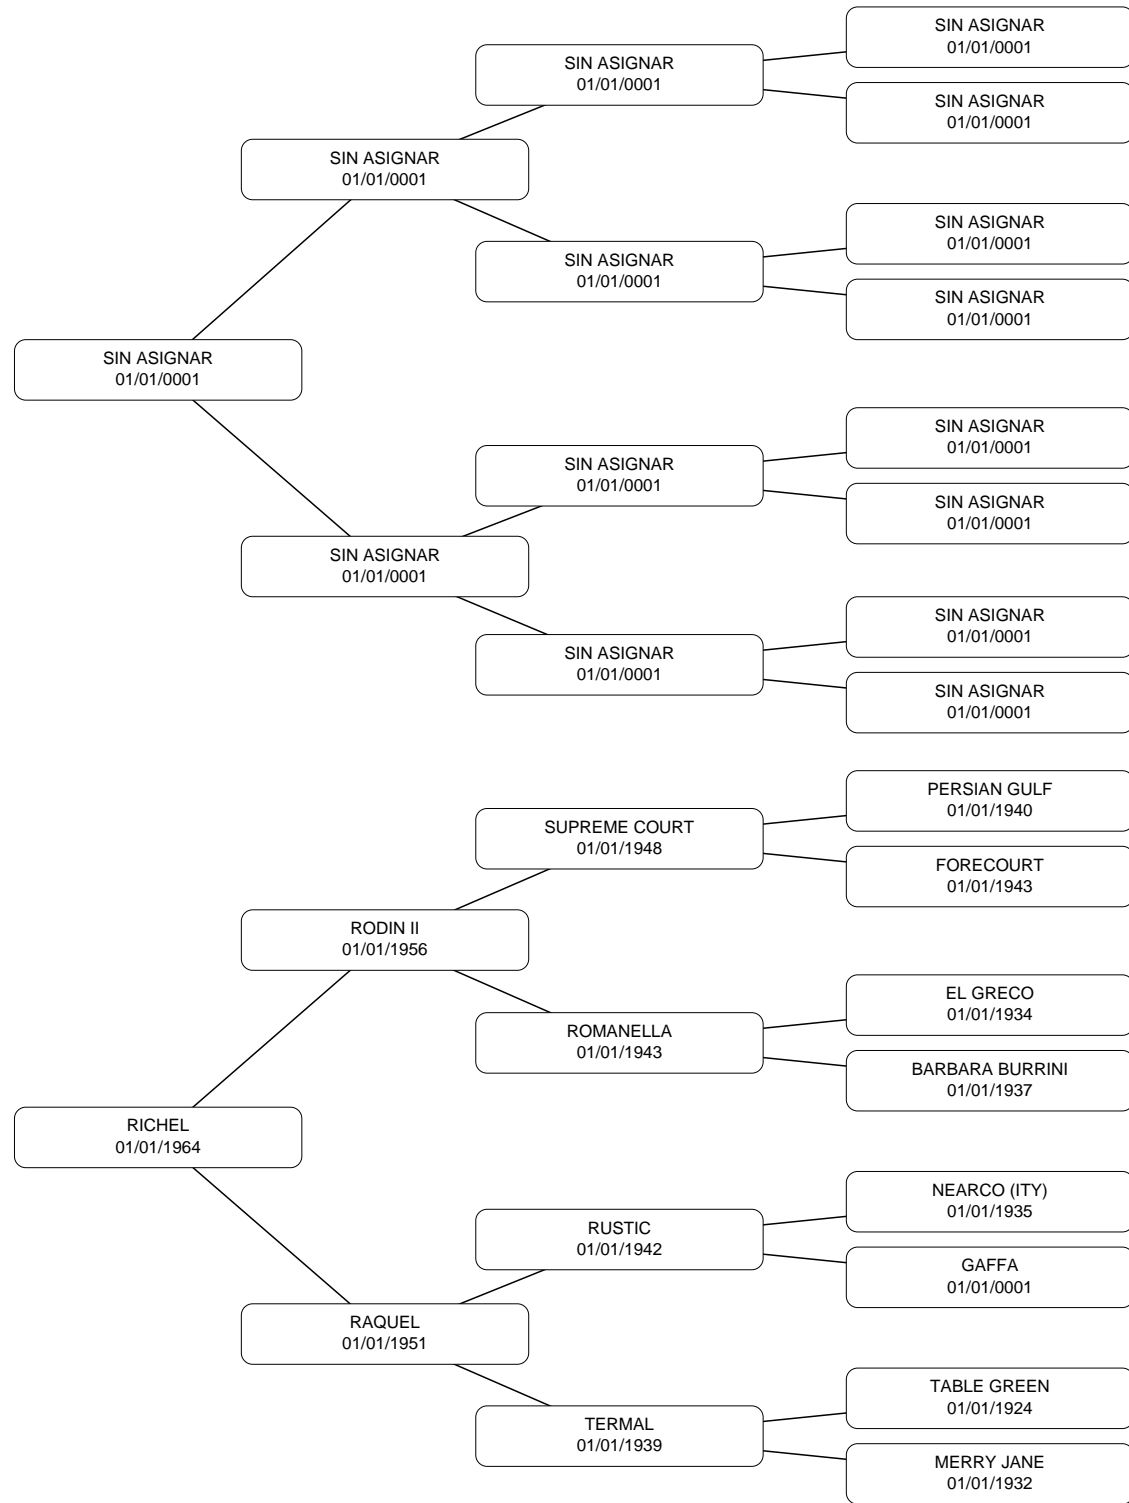 SIN ASIGNAR
01/01/0001
SIN ASIGNAR
01/01/0001
SIN ASIGNAR
01/01/0001
SIN ASIGNAR
01/01/0001
SIN ASIGNAR
01/01/0001
SIN ASIGNAR
01/01/0001
SIN ASIGNAR
01/01/0001
SIN ASIGNAR
01/01/0001
SIN ASIGNAR
01/01/0001
SIN ASIGNAR
01/01/0001
SIN ASIGNAR
01/01/0001
SIN ASIGNAR
01/01/0001
SIN ASIGNAR
01/01/0001
SIN ASIGNAR
01/01/0001
SIN ASIGNAR
01/01/0001
PERSIAN GULF
01/01/1940
SUPREME COURT
01/01/1948
FORECOURT
01/01/1943
RODIN II
01/01/1956
EL GRECO
01/01/1934
ROMANELLA
01/01/1943
BARBARA BURRINI
01/01/1937
RICHEL
01/01/1964
NEARCO (ITY)
01/01/1935
RUSTIC
01/01/1942
GAFFA
01/01/0001
RAQUEL
01/01/1951
TABLE GREEN
01/01/1924
TERMAL
01/01/1939
MERRY JANE
01/01/1932